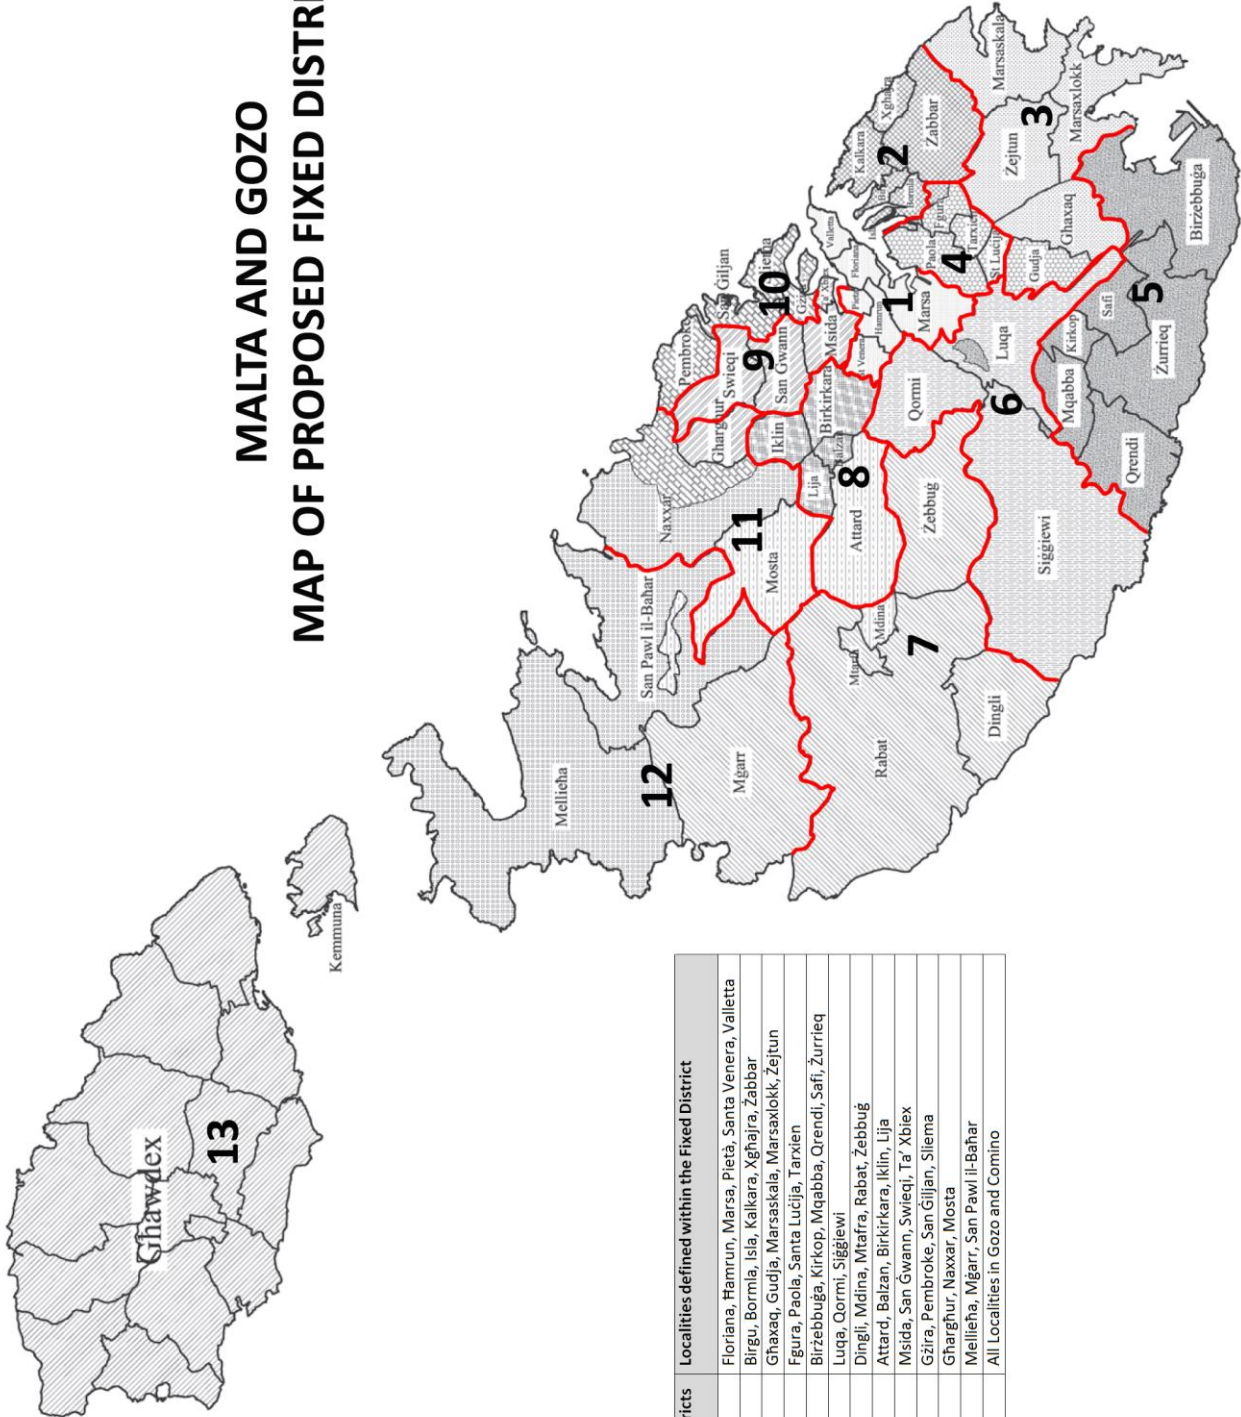 MALTA AND GOZO
MAP OF PROPOSED FIXED
Għawdex
13
Kemmuna
Mellieħa
12
Mġarr
San Pawl il-Baħar
Naxxar
11
Mosta
Għargħur
Pembroke
Swieqi
9
San Ġwann
San Ġiljan
10
Iklin
Lija
Balzan
Birkirkara
8
Attard
Msida
Valletta
Floriana
Ħamrun
1
Marsa
Qormi
Żebbuġ
Mtarfa
Mdina
7
Rabat
Dingli
Siġġiewi
6
Luqa
Kalkara
Xgħajra
2
Żabbar
Paola
Tarxien
4
St Luċija
Gudja
Għaxaq
Żejtun
3
Marsaskala
Marsaxlokk
Birżebbuġa
5
Safi
Kirkop
Mqabba
Żurrieq
Qrendi
Localities defined within the Fixed District
Floriana, Ħamrun, Marsa, Pietà, Santa Venera, Valletta
Birgu, Bormla, Isla, Kalkara, Xgħajra, Żabbar
Għaxaq, Gudja, Marsaskala, Marsaxlokk, Żejtun
Fgura, Paola, Santa Luċija, Tarxien
Birżebbuġa, Kirkop, Mqabba, Qrendi, Safi, Żurrieq
Luqa, Qormi, Siġġiewi
Dingli, Mdina, Mtafra, Rabat, Żebbuġ
Attard, Balzan, Birkirkara, Iklin, Lija
Msida, San Ġwann, Swieqi, Ta' Xbiex
Gżira, Pembroke, San Ġiljan, Sliema
Għargħur, Naxxar, Mosta
Mellieħa, Mġarr, San Pawl il-Baħar
All Localities in Gozo and Comino